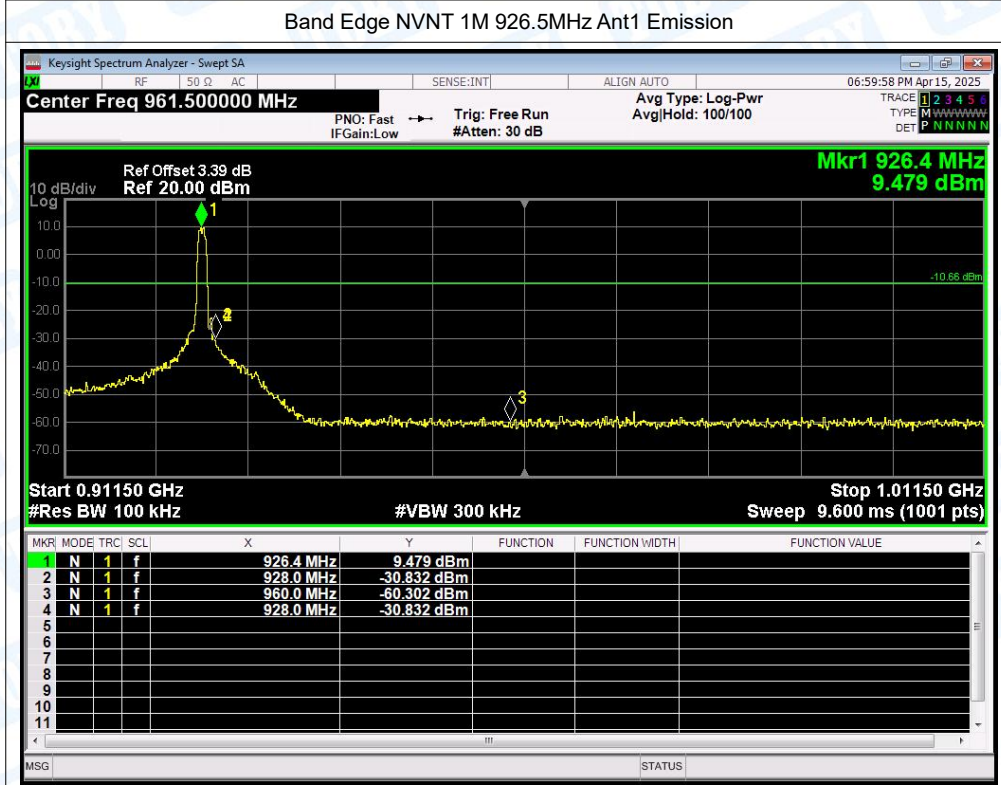 Band Edge NVNT 1M 926.5MHz Ant1 Emission
Keysight Spectrum Analyzer - Swept SA
LXI RF 50 Ω AC SENSE:INT ALIGN AUTO 06:59:58 PM Apr 15, 2025
Center Freq 961.500000 MHz
PNO: Fast
IFGain:Low
Trig: Free Run
#Atten: 30 dB
Avg Type: Log-Pwr
Avg|Hold: 100/100
TRACE 1 2 3 4 5 6
TYPE M WWWWW
DET P N N N N N
Mkr1 926.4 MHz
9.479 dBm
Ref Offset 3.39 dB
10 dB/div Ref 20.00 dBm
Log
10.0
0.00
-10.0
-20.0
-30.0
-40.0
-50.0
-60.0
-70.0
1
3
-10.66 dBm
Start 0.91150 GHz Stop 1.01150 GHz
#Res BW 100 kHz #VBW 300 kHz Sweep 9.600 ms (1001 pts)
MKR MODE TRC SCL X Y FUNCTION FUNCTION WIDTH FUNCTION VALUE
1 N 1 f 926.4 MHz 9.479 dBm
2 N 1 f 928.0 MHz -30.832 dBm
3 N 1 f 960.0 MHz -60.302 dBm
4 N 1 f 928.0 MHz -30.832 dBm
5
6
7
8
9
10
11
MSG STATUS